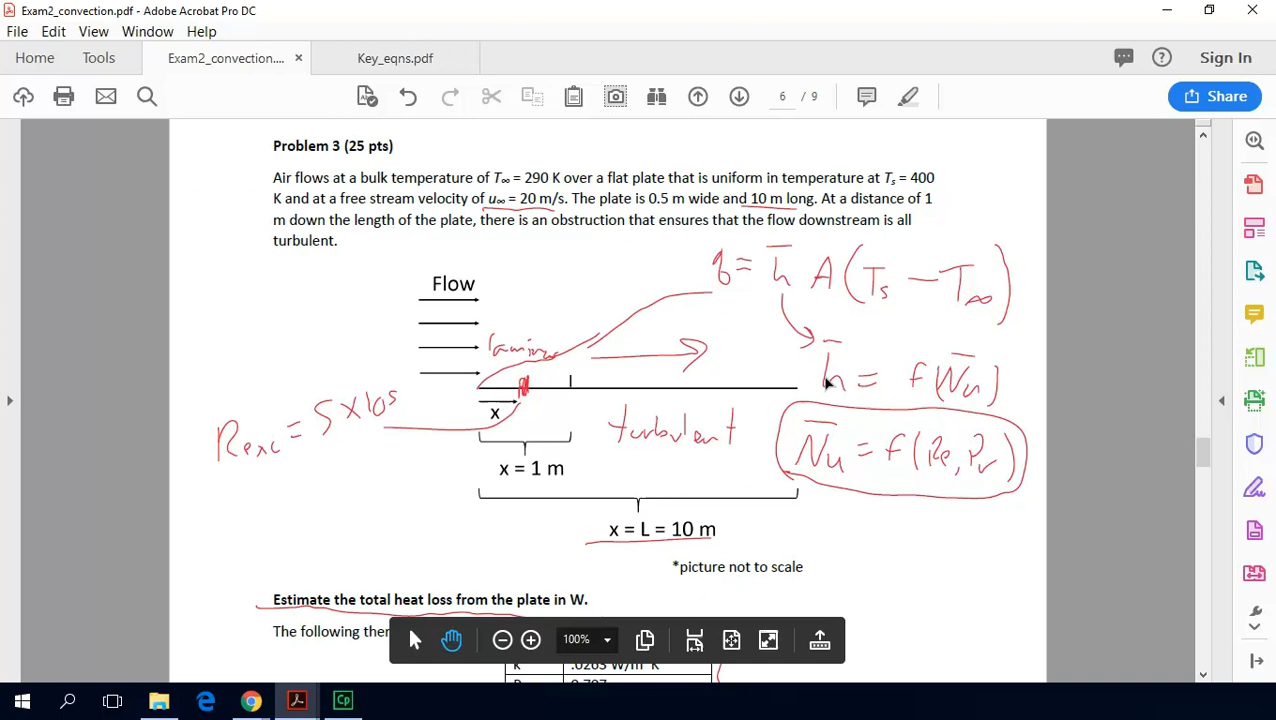 Exam2_convection.pdf - Adobe Acrobat Pro DC
File Edit View Window Help
Home Tools Exam2_convection.... × Key_eqns.pdf Sign In
6 / 9 Share
Problem 3 (25 pts)
Air flows at a bulk temperature of T∞ = 290 K over a flat plate that is uniform in temperature at Ts = 400
K and at a free stream velocity of u∞ = 20 m/s. The plate is 0.5 m wide and 10 m long. At a distance of 1
m down the length of the plate, there is an obstruction that ensures that the flow downstream is all
turbulent.
q = h̅ A (Ts - T∞)
Flow
laminar
h̅ = f(N̅u̅)
Rexc = 5 x 10⁵
x
turbulent
N̅u̅ = f(Re, Pr)
x = 1 m
x = L = 10 m
*picture not to scale
Estimate the total heat loss from the plate in W.
The following ther
100%
k .0263 W/m K